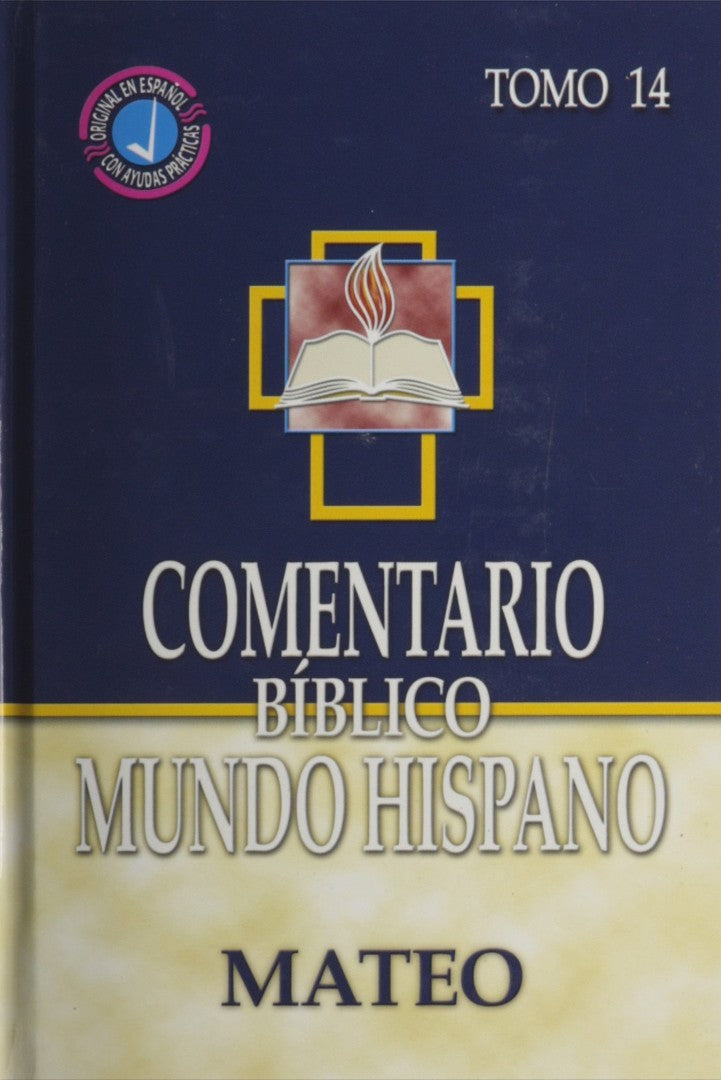 ORIGINAL EN ESPAÑOL
CON AYUDAS PRÁCTICAS
TOMO 14
COMENTARIO
BÍBLICO
MUNDO HISPANO
MATEO